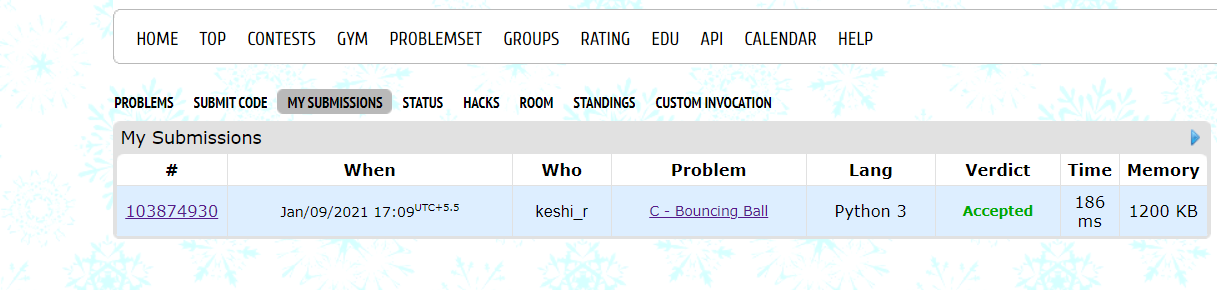 HOME TOP CONTESTS GYM PROBLEMSET GROUPS RATING EDU API CALENDAR HELP
PROBLEMS SUBMIT CODE MY SUBMISSIONS STATUS HACKS ROOM STANDINGS CUSTOM INVOCATION
My Submissions
# When Who Problem Lang Verdict Time Memory
103874930 Jan/09/2021 17:09UTC+5.5 keshi_r C - Bouncing Ball Python 3 Accepted 186 ms 1200 KB